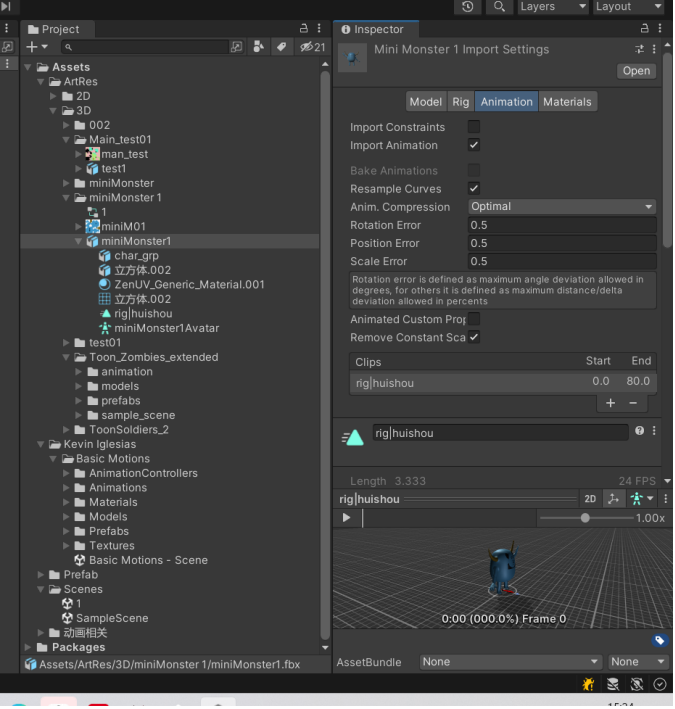 Layers
Layout
Project
21
Assets
ArtRes
2D
3D
002
Main_test01
man_test
test1
miniMonster
miniMonster 1
1
miniM01
miniMonster1
char_grp
立方体.002
ZenUV_Generic_Material.001
立方体.002
rig|huishou
miniMonster1Avatar
test01
Toon_Zombies_extended
animation
models
prefabs
sample_scene
ToonSoldiers_2
Kevin Iglesias
Basic Motions
AnimationControllers
Animations
Materials
Models
Prefabs
Textures
Basic Motions - Scene
Prefab
Scenes
1
SampleScene
动画相关
Packages
Assets/ArtRes/3D/miniMonster 1/miniMonster1.fbx
Inspector
Mini Monster 1 Import Settings
Open
Model Rig Animation Materials
Import Constraints
Import Animation
Bake Animations
Resample Curves
Anim. Compression Optimal
Rotation Error 0.5
Position Error 0.5
Scale Error 0.5
Rotation error is defined as maximum angle deviation allowed in
degrees, for others it is defined as maximum distance/delta
deviation allowed in percents
Animated Custom Prop
Remove Constant Sca
Clips Start End
rig|huishou 0.0 80.0
+ −
rig|huishou
Length 3.333 24 FPS
rig|huishou 2D
1.00x
0:00 (000.0%) Frame 0
AssetBundle None None